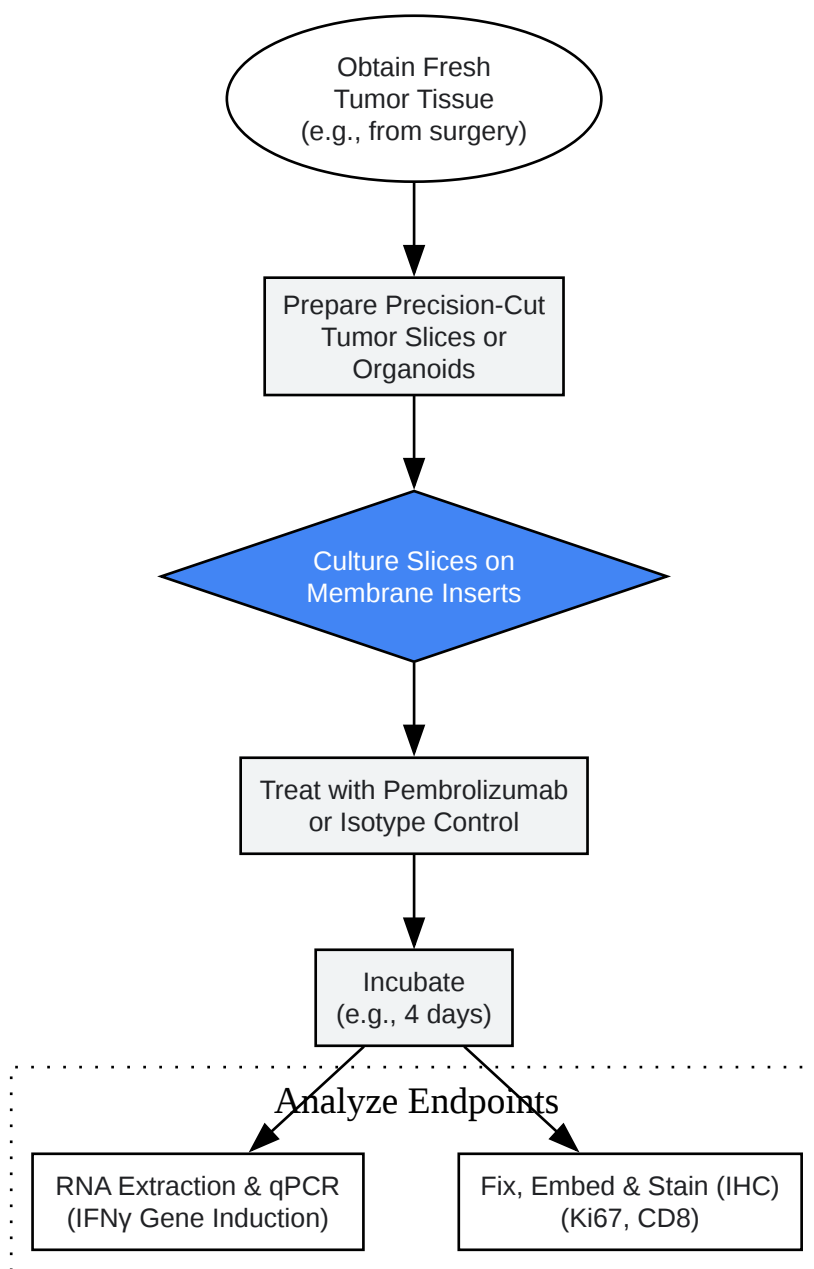 Obtain Fresh
Tumor Tissue
(e.g., from surgery)
Prepare Precision-Cut
Tumor Slices or
Organoids
Culture Slices on
Membrane Inserts
Treat with Pembrolizumab
or Isotype Control
Incubate
(e.g., 4 days)
Analyze Endpoints
RNA Extraction & qPCR
(IFNγ Gene Induction)
Fix, Embed & Stain (IHC)
(Ki67, CD8)